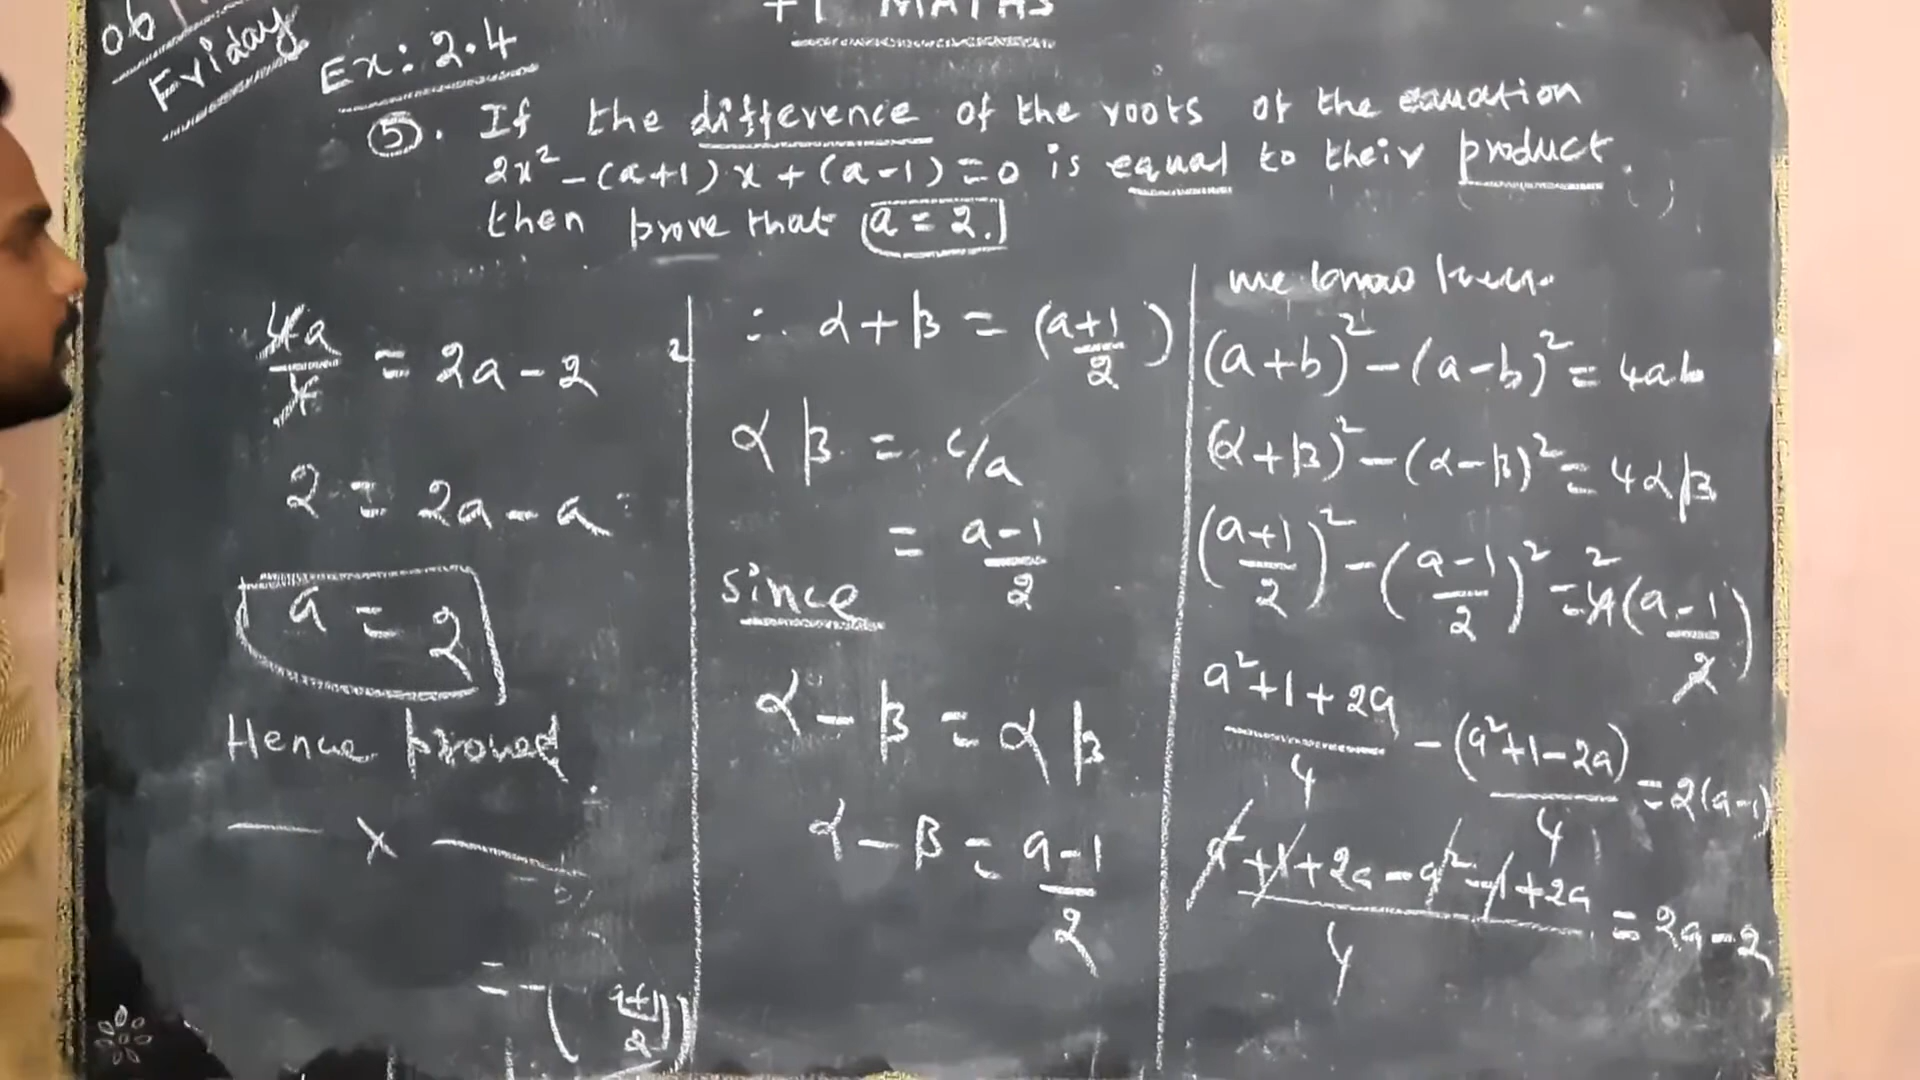 06
Friday
+1 MATHS
Ex: 2.4
(5). If the difference of the roots of the equation
2x² - (a+1)x + (a-1) = 0 is equal to their product.
then prove that a = 2.
4a/4 = 2a - 2
2 = 2a - a
a = 2
Hence proved
— x —
= -(
a+1/2
))
2
∴ α + β = (a+1/2)
αβ = c/a
= a-1/2
since
α - β = αβ
α - β = a-1/2
we know
(a+b)² - (a-b)² = 4ab
(α+β)² - (α-β)² = 4αβ
(a+1/2)² - (a-1/2)² = 4 2 (a-1/2)
a²+1+2a/4 - (a²+1-2a)/4 = 2(a-1)
a²+1+2a-a²-1+2a/4 = 2a-2